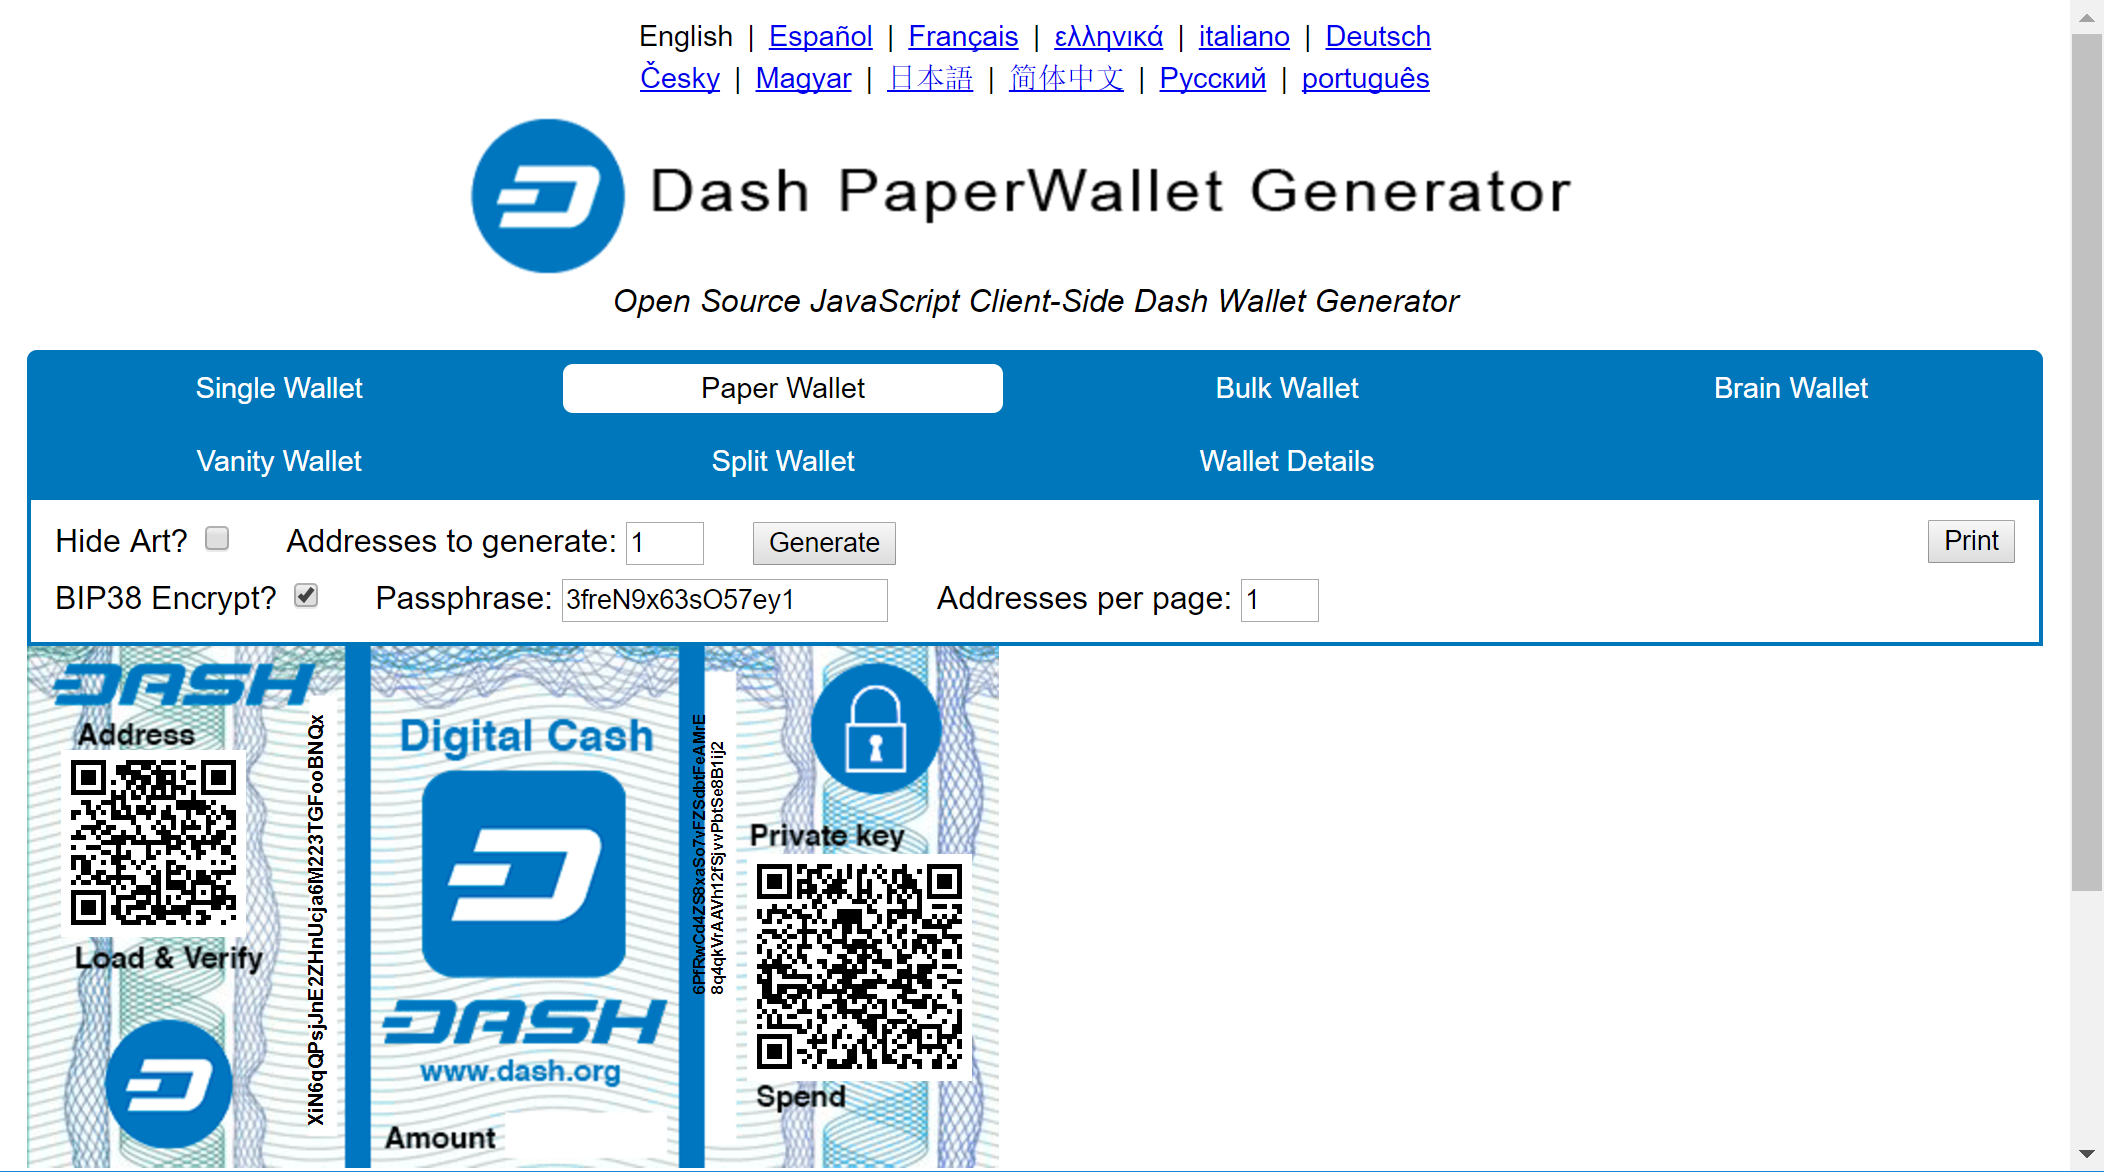 English | Español | Français | ελληνικά | italiano | Deutsch
Česky | Magyar | 日本語 | 简体中文 | Русский | português
Dash PaperWallet Generator
Open Source JavaScript Client-Side Dash Wallet Generator
Single Wallet Paper Wallet Bulk Wallet Brain Wallet
Vanity Wallet Split Wallet Wallet Details
Hide Art? Addresses to generate: 1 Generate Print
BIP38 Encrypt? Passphrase: 3freN9x63sO57ey1 Addresses per page: 1
DASH
Address
Load & Verify
XiN6qQPsjJnE2ZHnUcja6M223TGFooBNQx
Digital Cash
DASH
www.dash.org
Amount
6PfRwCd4ZS8xaSo7vFZSdbtFeAMrE
8q4qkVrAAVh12fSjvvPbtSe8B1ij2
Private key
Spend